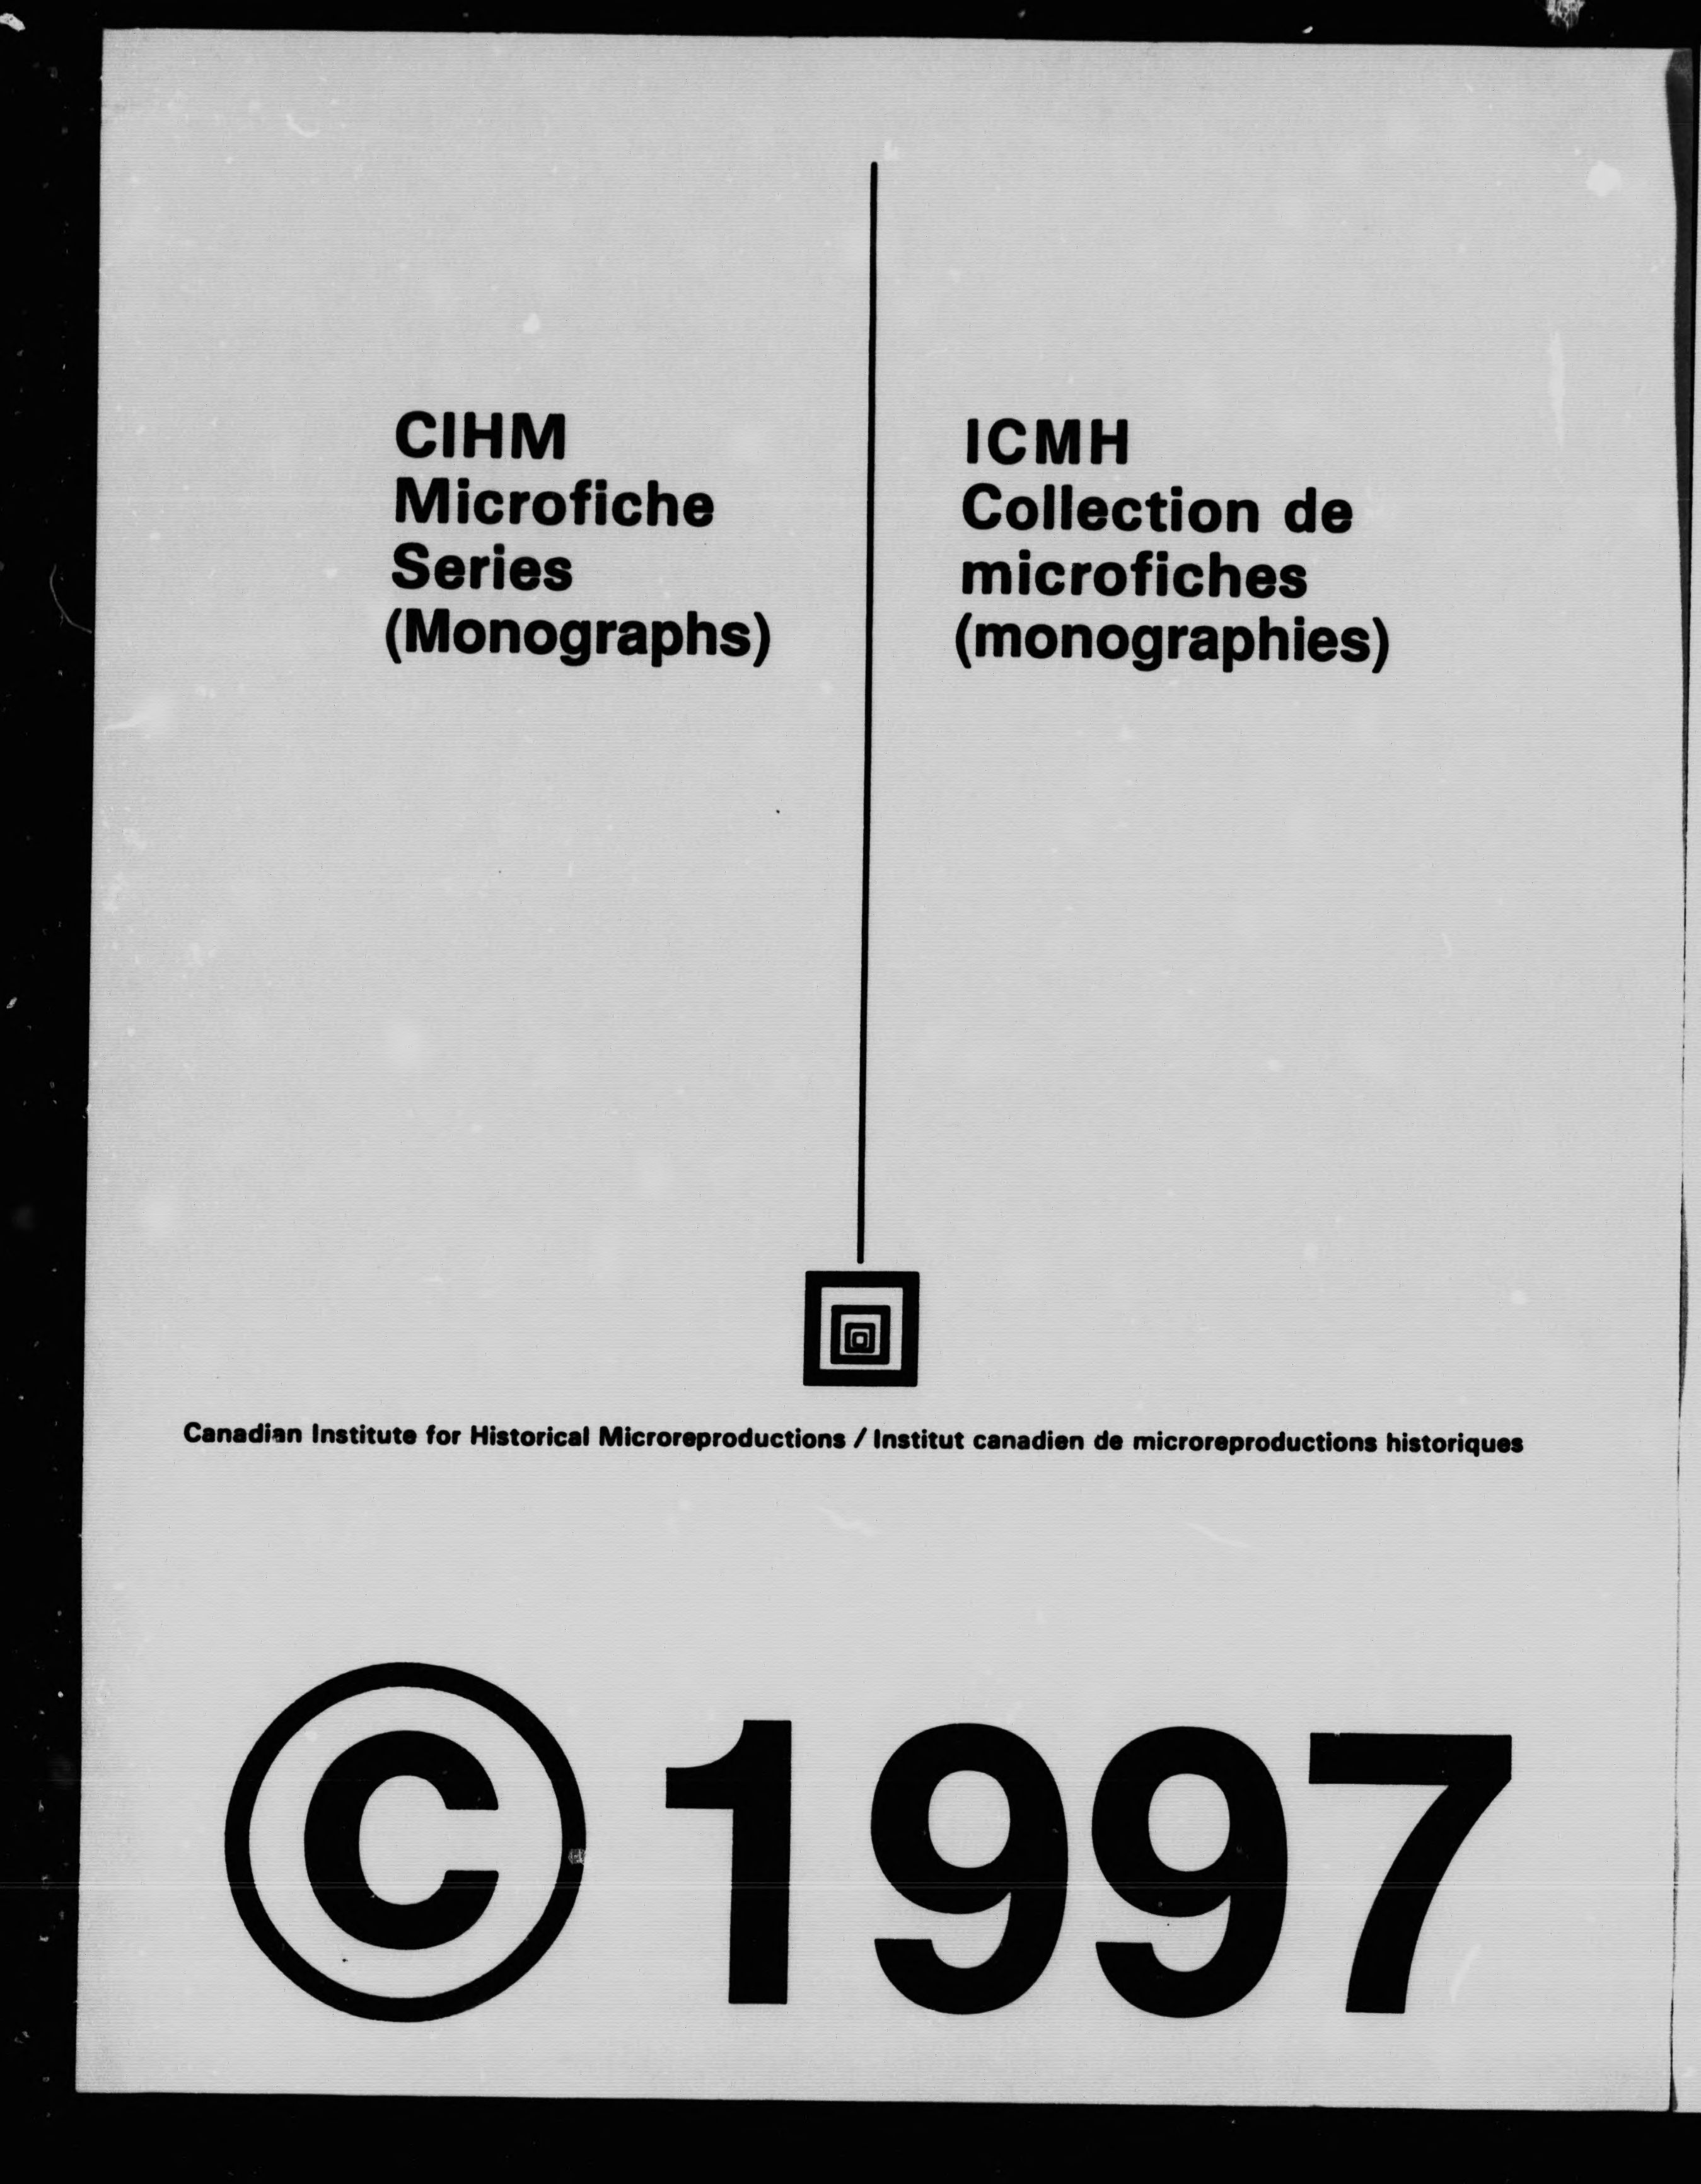 CIHM
Microfiche
Series
(Monographs)
ICMH
Collection de
microfiches
(monographies)
Canadian Institute for Historical Microreproductions / Institut canadien de microreproductions historiques
© 1997